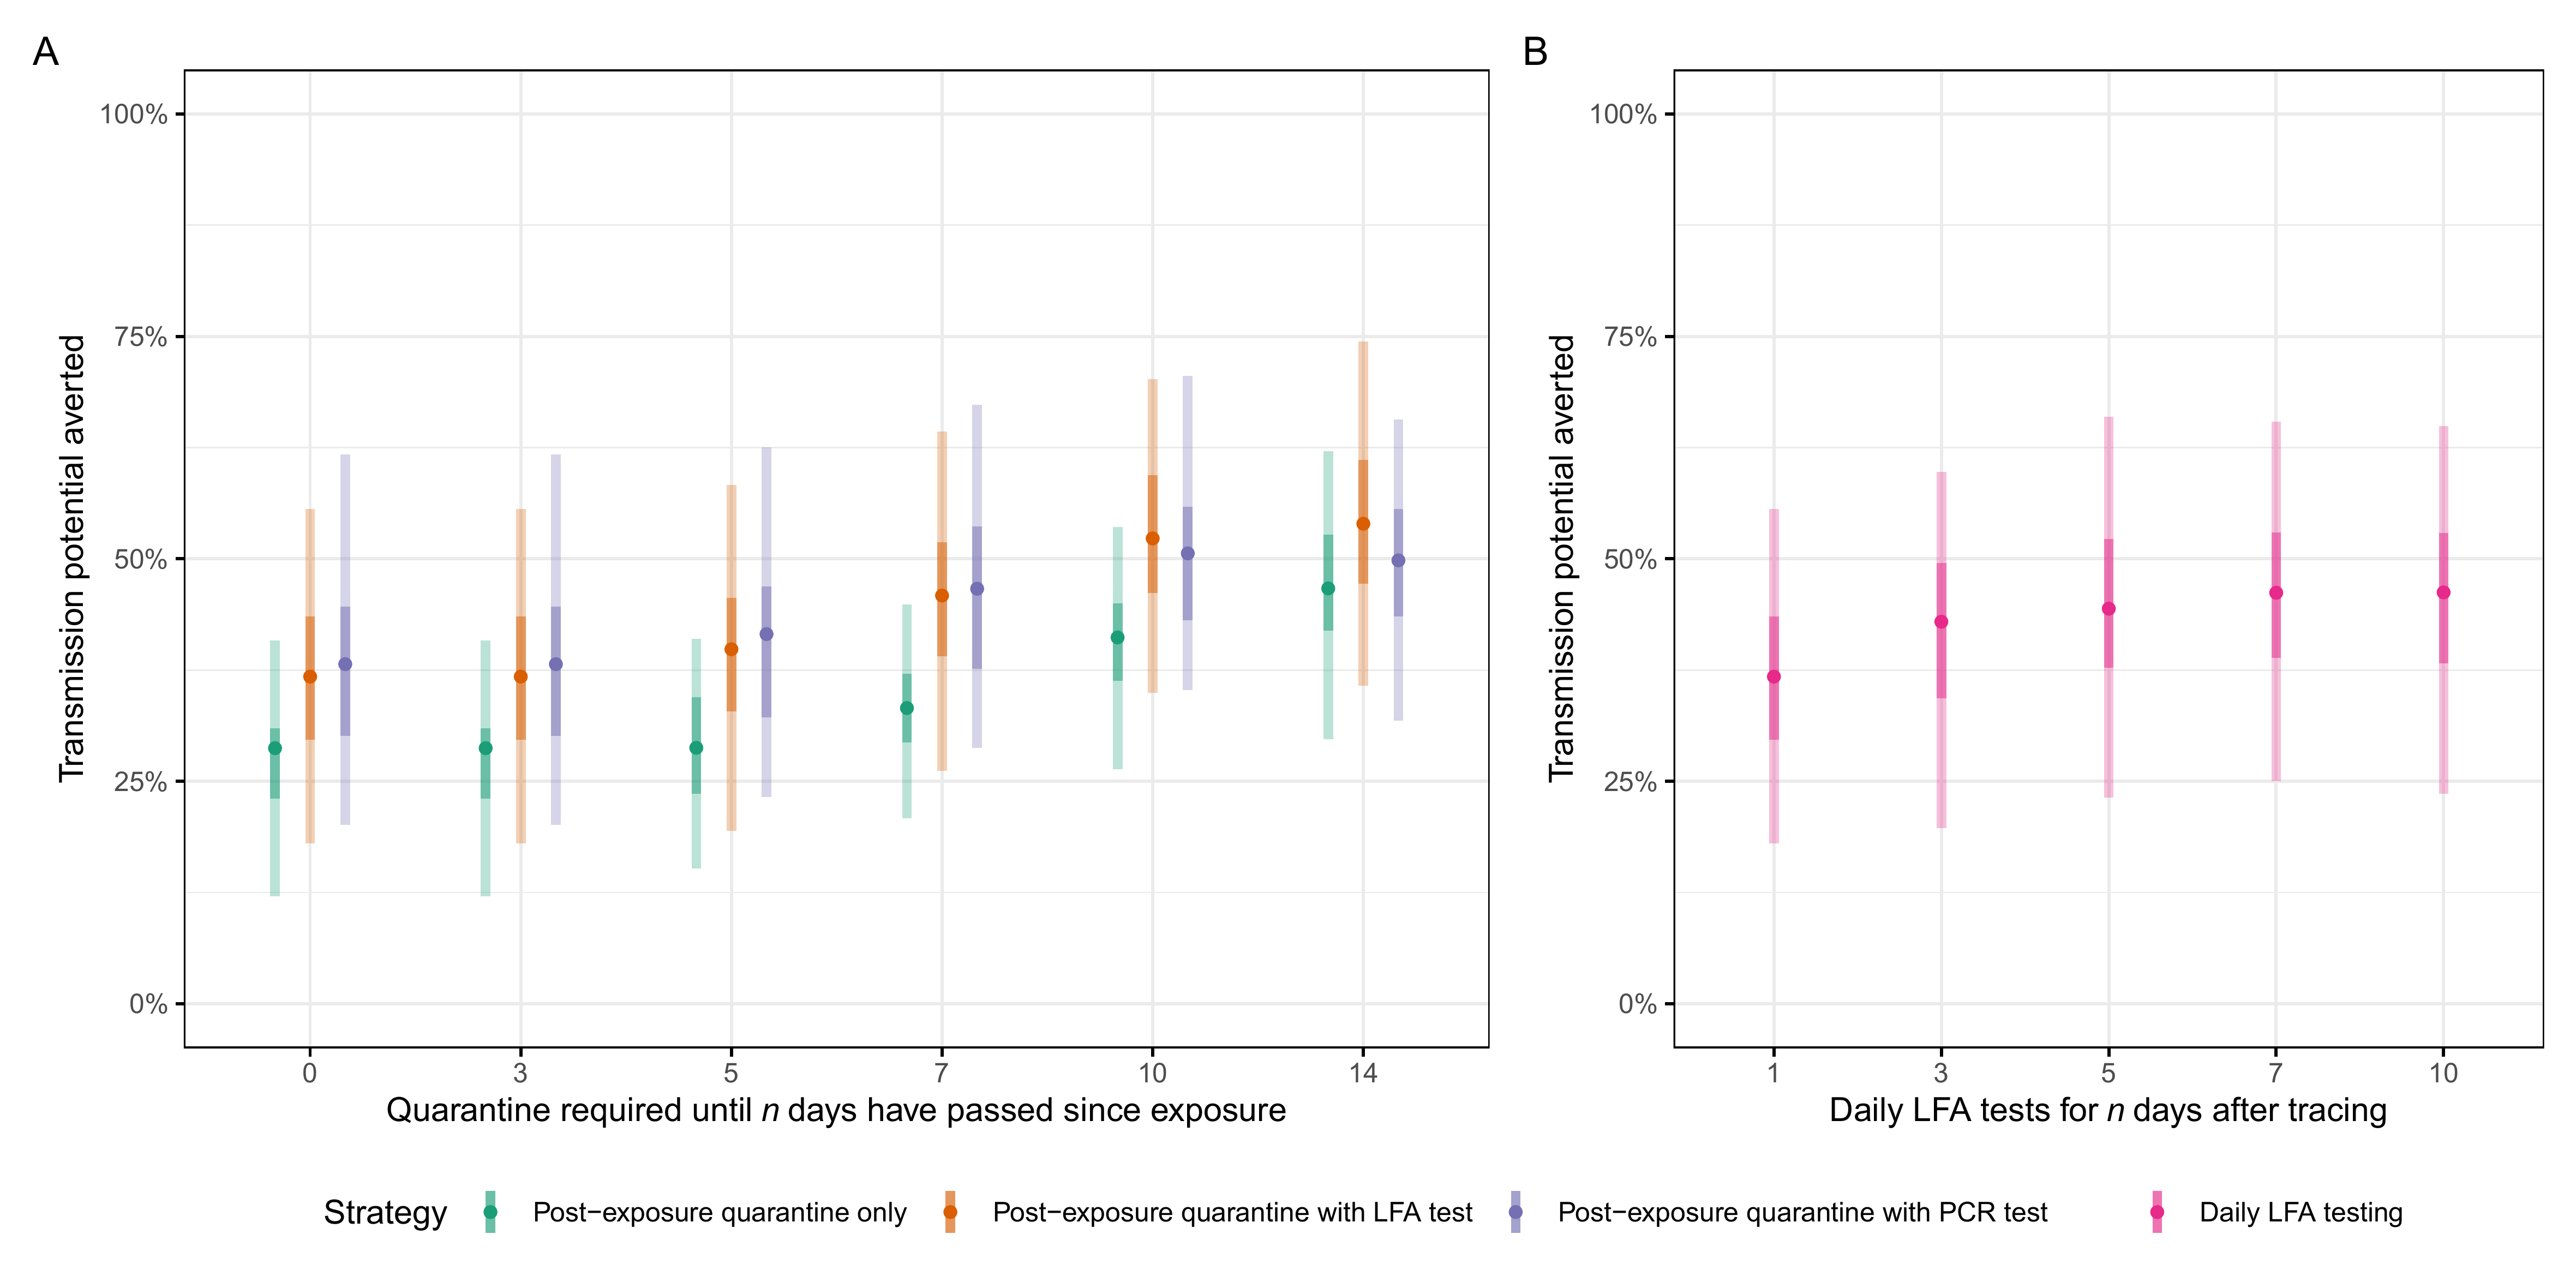 A
B
Transmission potential averted
100%
75%
50%
25%
0%
0 3 5 7 10 14
Quarantine required until n days have passed since exposure
Transmission potential averted
100%
75%
50%
25%
0%
1 3 5 7 10
Daily LFA tests for n days after tracing
Strategy Post−exposure quarantine only Post−exposure quarantine with LFA test Post−exposure quarantine with PCR test Daily LFA testing